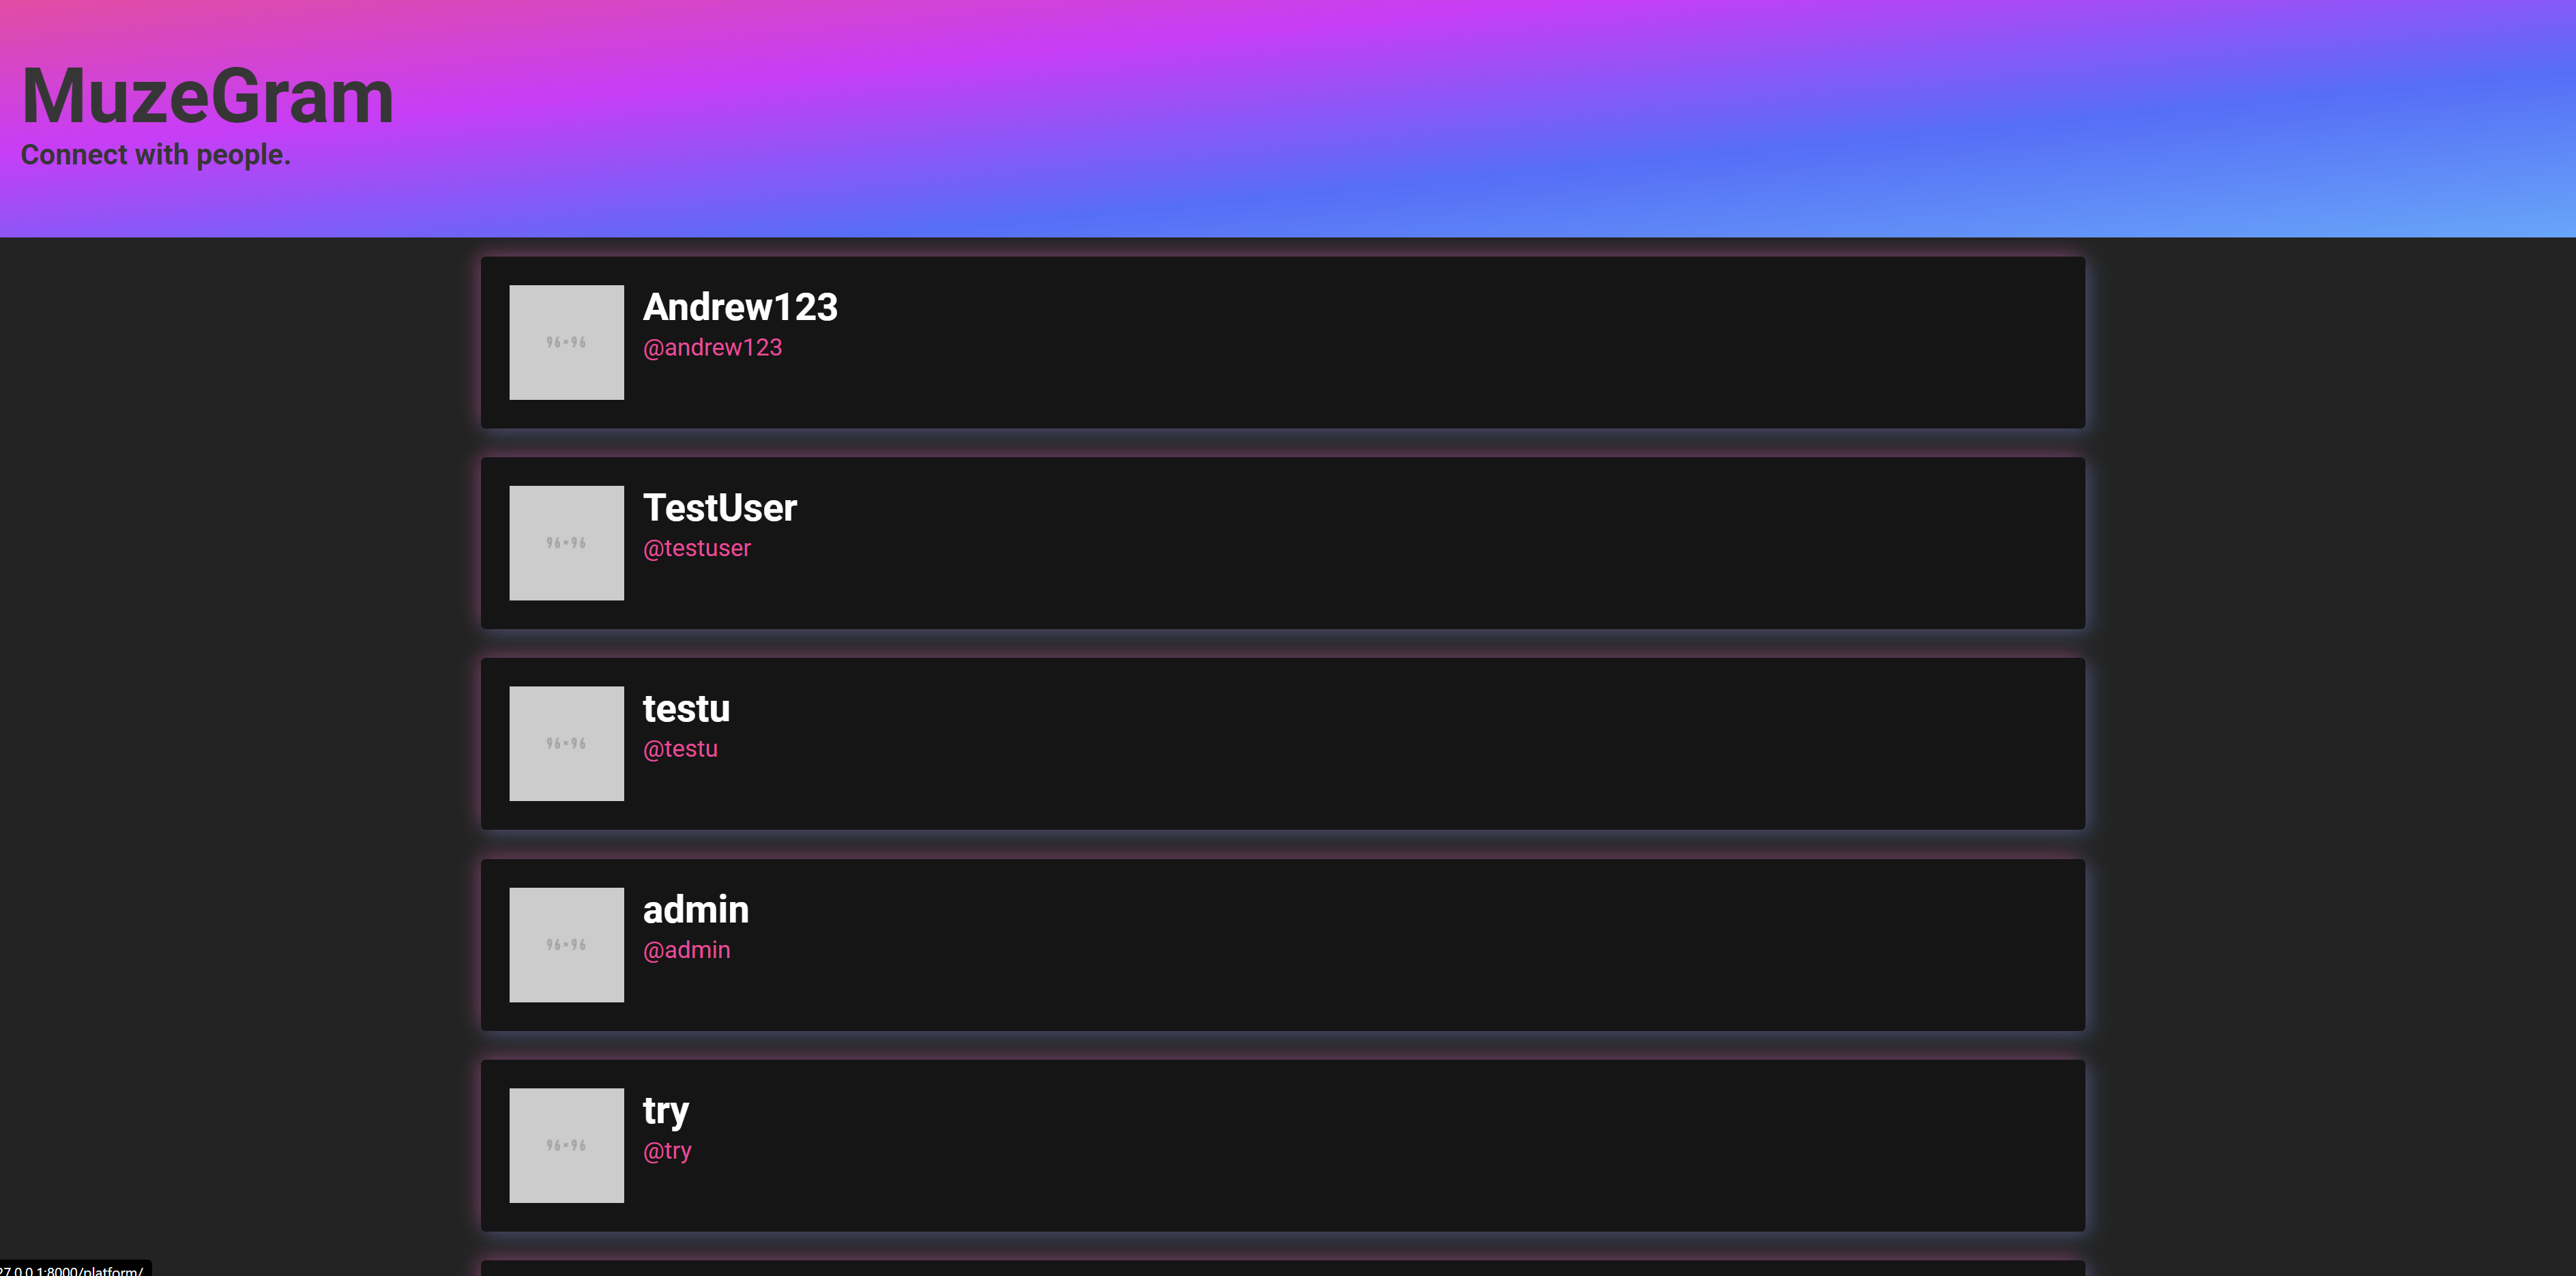 MuzeGram
Connect with people.
96×96
Andrew123
@andrew123
96×96
TestUser
@testuser
96×96
testu
@testu
96×96
admin
@admin
96×96
try
@try
27.0.0.1:8000/platform/